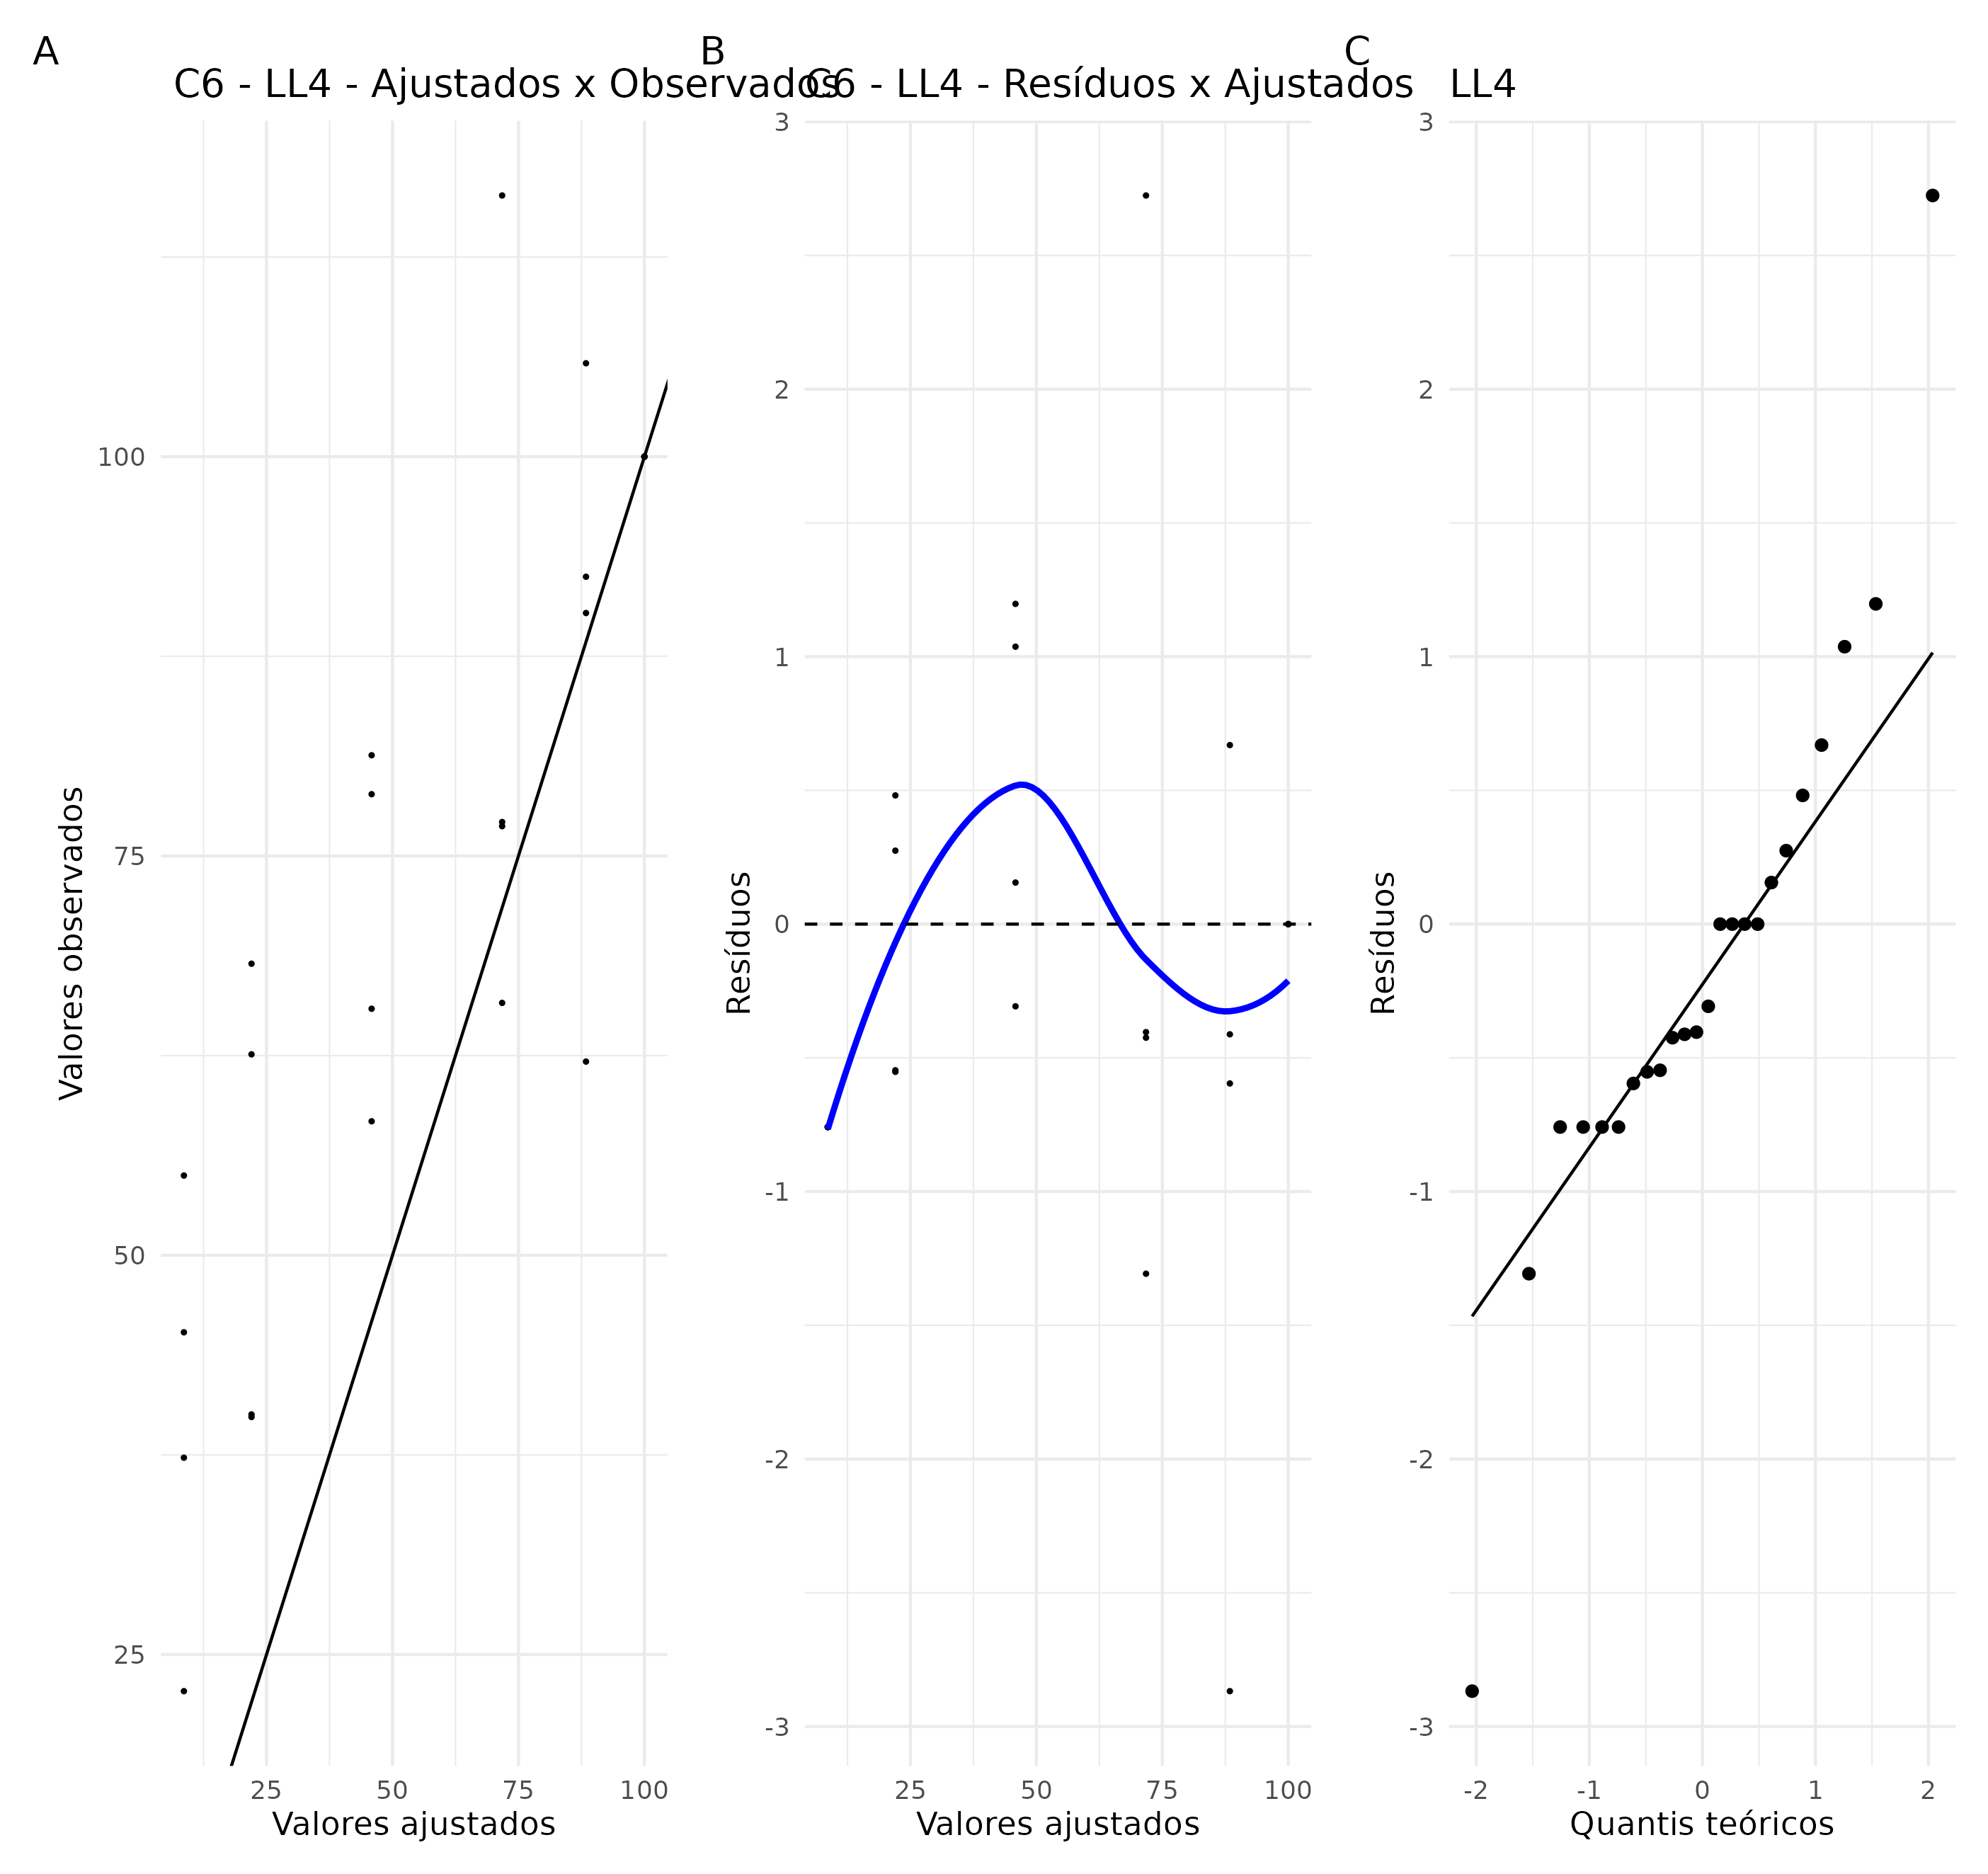 A
C6 - LL4 - Ajustados x Observados
Valores observados
100
75
50
25
25 50 75 100
Valores ajustados
B
C6 - LL4 - Resíduos x Ajustados
Resíduos
3
2
1
0
-1
-2
-3
25 50 75 100
Valores ajustados
C
LL4
Resíduos
3
2
1
0
-1
-2
-3
-2 -1 0 1 2
Quantis teóricos